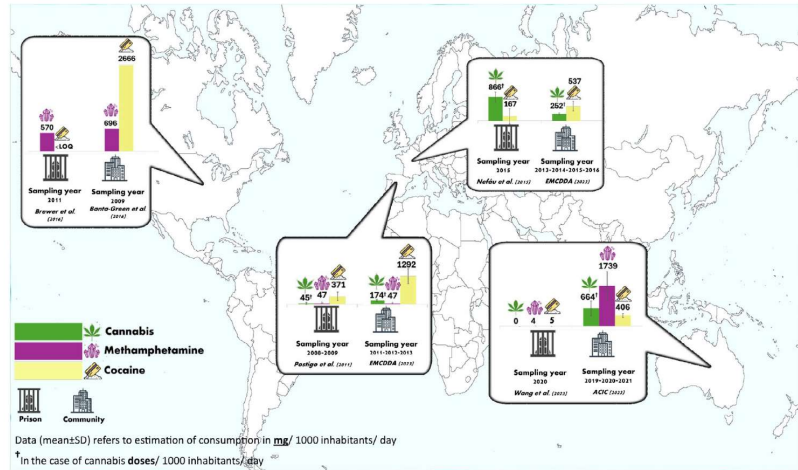 2666
570
<LOQ
696
Sampling year
2011
Brewer et al.
(2016)
Sampling year
2009
Banta-Green et al
(2016)
866†
167
252†
537
Sampling year
2015
Nefáu et al. (2017)
Sampling year
2013-2014-2015-2016
EMCDDA (2023)
45†
47
371
174†
47
1292
Sampling year
2008-2009
Postigo et al. (2011)
Sampling year
2011-2012-2013
EMCDDA (2023)
0
4
5
664†
1739
406
Sampling year
2020
Wang et al. (2023)
Sampling year
2019-2020-2021
ACIC (2023)
Cannabis
Methamphetamine
Cocaine
Prison
Community
Data (mean±SD) refers to estimation of consumption in mg/ 1000 inhabitants/ day
†In the case of cannabis doses/ 1000 inhabitants/ day